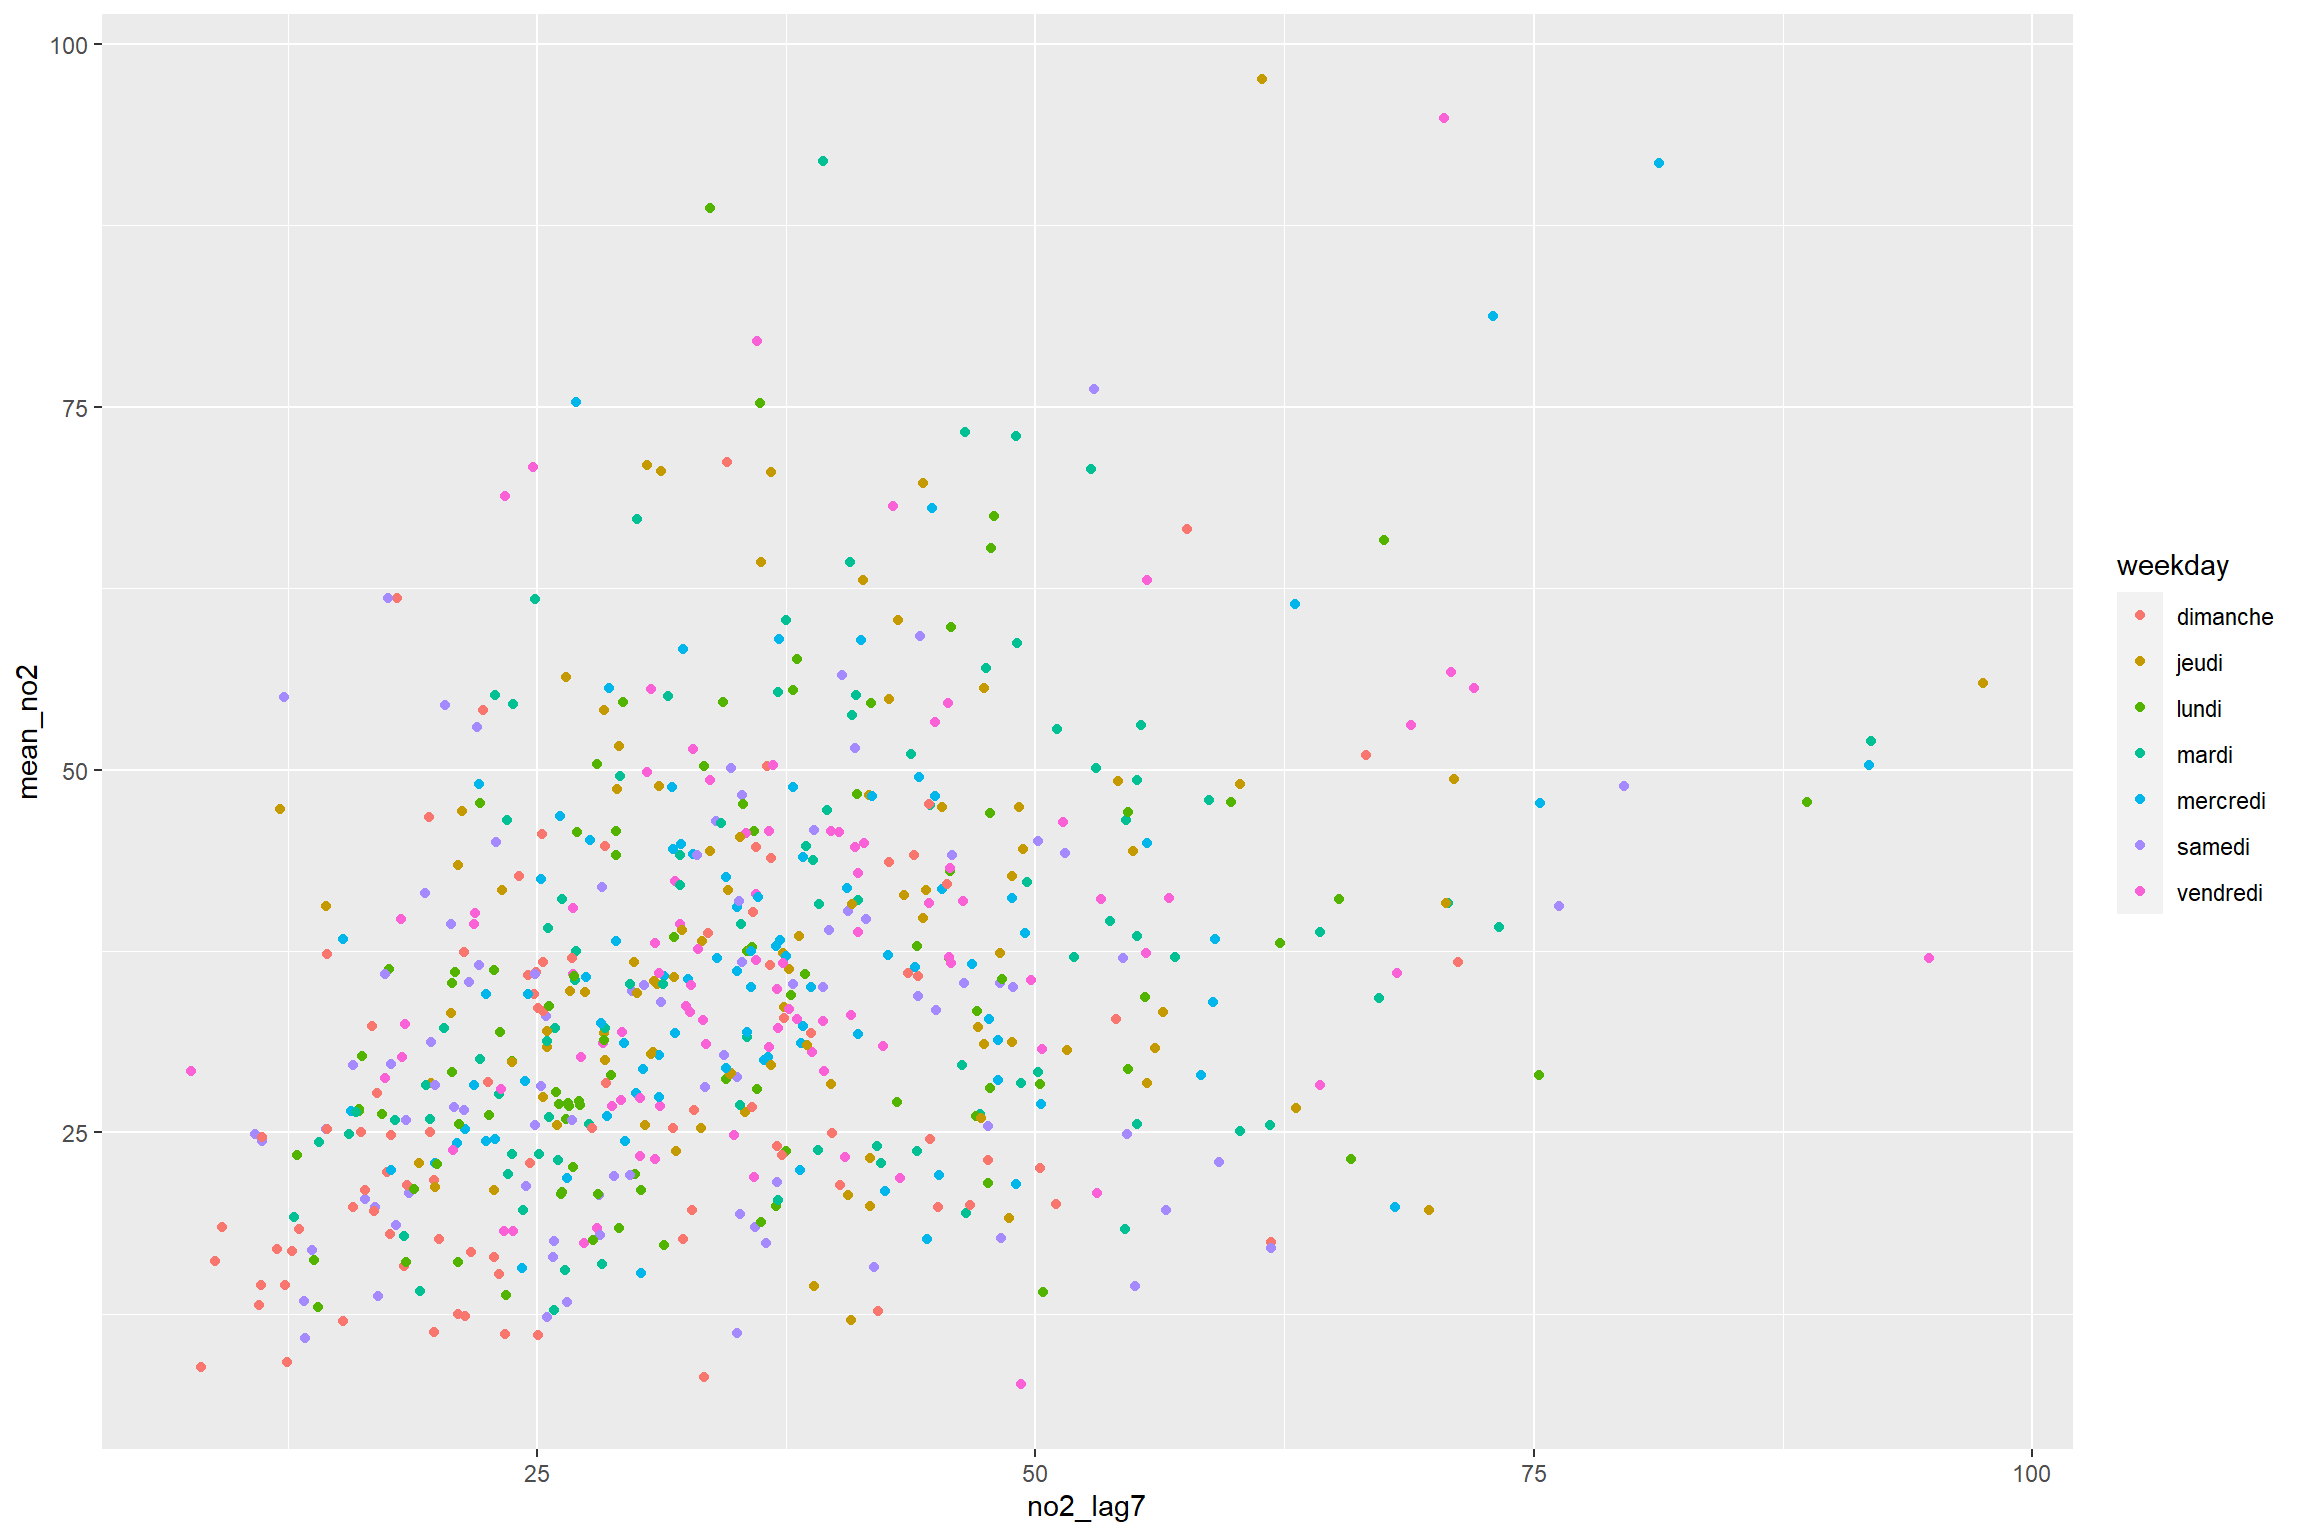 100
75
50
25
mean_no2
25
50
75
100
no2_lag7
weekday
dimanche
jeudi
lundi
mardi
mercredi
samedi
vendredi